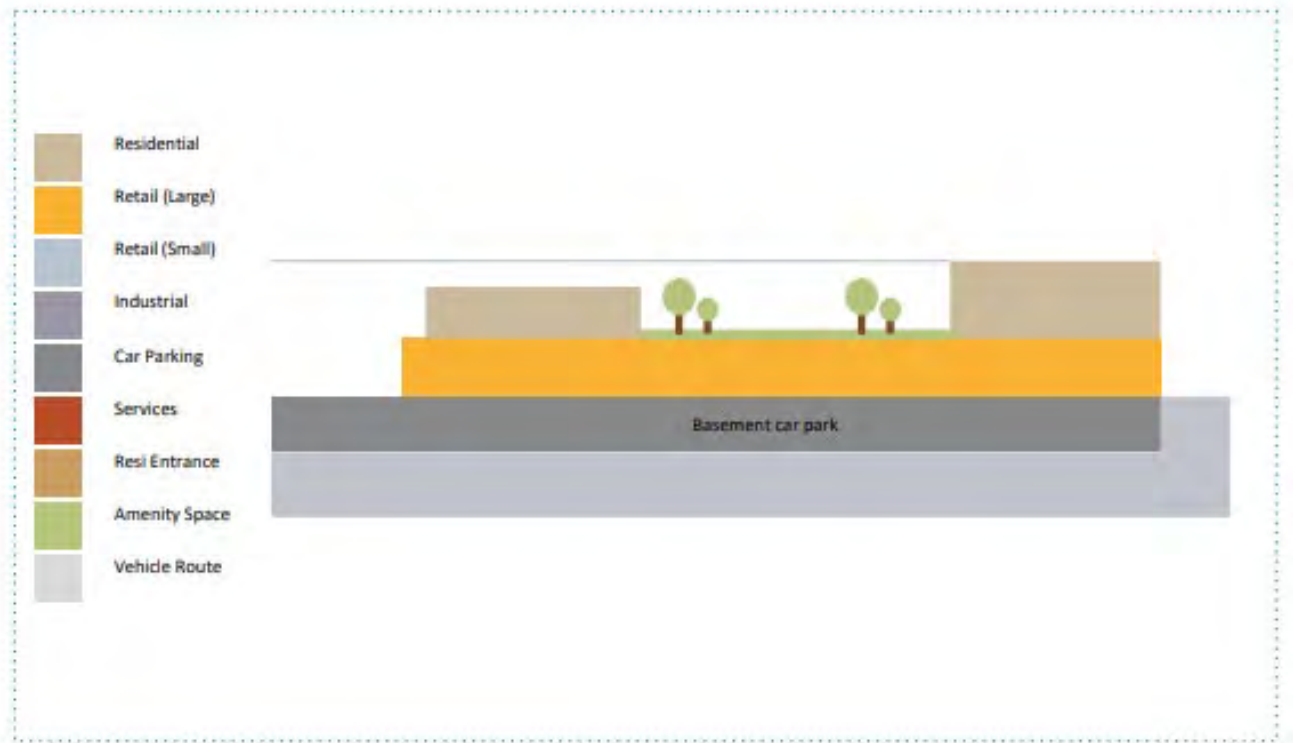 Residential
Retail (Large)
Retail (Small)
Industrial
Car Parking
Services
Resi Entrance
Amenity Space
Vehicle Route
Basement car park